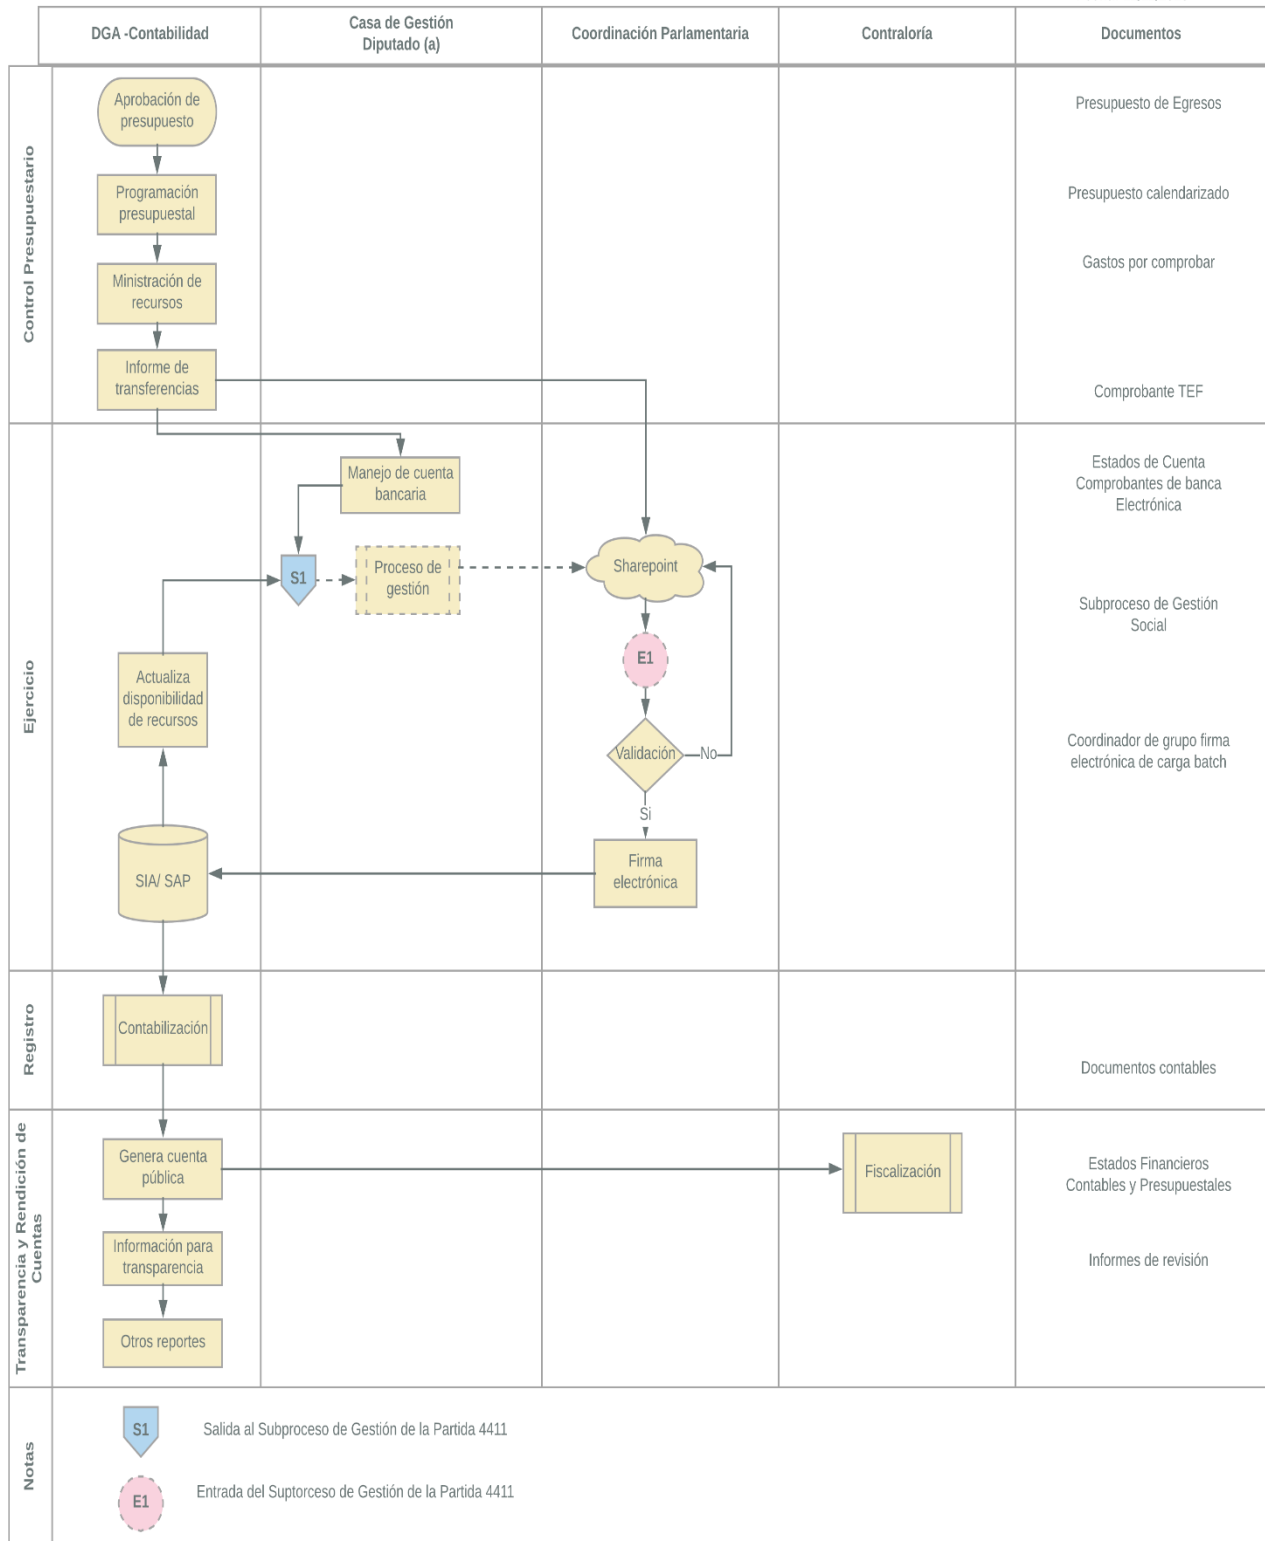 DGA -Contabilidad
Casa de Gestión
Diputado (a)
Coordinación Parlamentaria
Contraloría
Documentos
Control Presupuestario
Aprobación de
presupuesto
Presupuesto de Egresos
Programación
presupuestal
Presupuesto calendarizado
Ministración de
recursos
Gastos por comprobar
Informe de
transferencias
Comprobante TEF
Ejercicio
Manejo de cuenta
bancaria
Estados de Cuenta
Comprobantes de banca
Electrónica
S1
Proceso de
gestión
Sharepoint
Subproceso de Gestión
Social
E1
Actualiza
disponibilidad
de recursos
Validación
No
Coordinador de grupo firma
electrónica de carga batch
Si
SIA/ SAP
Firma
electrónica
Registro
Contabilización
Documentos contables
Transparencia y Rendición de
Cuentas
Genera cuenta
pública
Fiscalización
Estados Financieros
Contables y Presupuestales
Información para
transparencia
Informes de revisión
Otros reportes
Notas
S1
Salida al Subproceso de Gestión de la Partida 4411
E1
Entrada del Suptorceso de Gestión de la Partida 4411